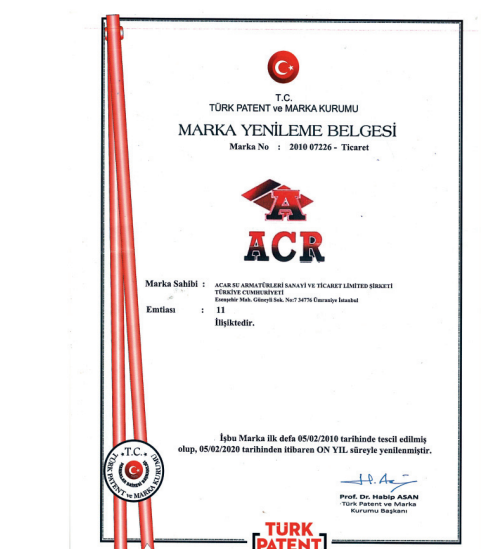 T.C.
TÜRK PATENT ve MARKA KURUMU
MARKA YENİLEME BELGESİ
Marka No : 2010 07226 - Ticaret
A
ACR
Marka Sahibi : ACAR SU ARMATÜRLERİ SANAYİ VE TİCARET LİMİTED ŞİRKETİ
TÜRKİYE CUMHURİYETİ
Esenşehir Mah. Güneyli Sok. No:7 34776 Ümraniye İstanbul
Emtiası : 11
İlişiktedir.
İşbu Marka ilk defa 05/02/2010 tarihinde tescil edilmiş
olup, 05/02/2020 tarihinden itibaren ON YIL süreyle yenilenmiştir.
T.C.
TÜRK PATENT ve MARKA KURUMU
Prof. Dr. Habip ASAN
Türk Patent ve Marka
Kurumu Başkanı
TÜRK
PATENT